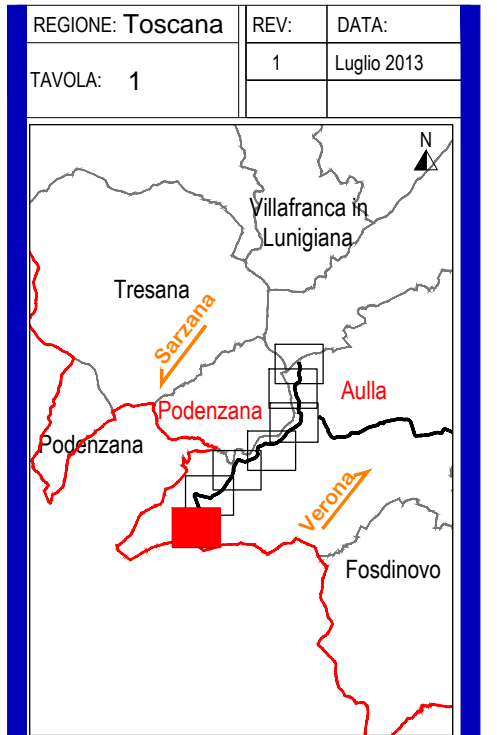 REGIONE: Toscana
REV:
DATA:
TAVOLA: 1
1
Luglio 2013
N
Villafranca in
Lunigiana
Tresana
Sarzana
Podenzana
Aulla
Podenzana
Verona
Fosdinovo